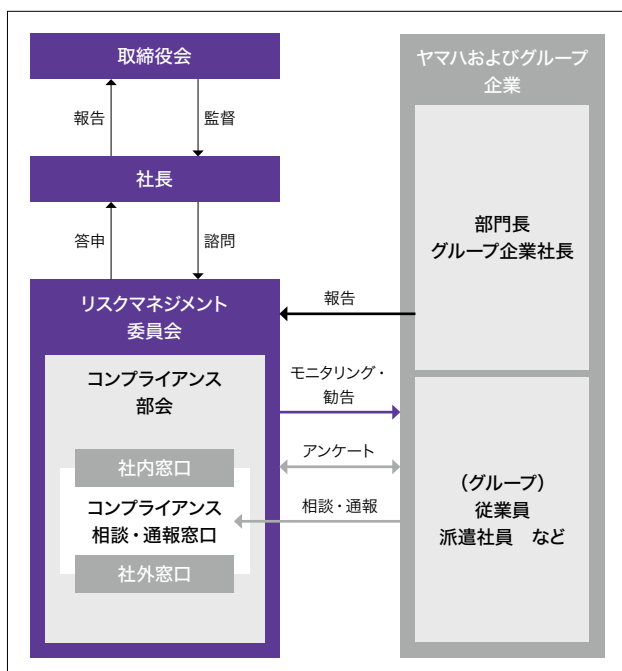 取締役会
報告
監督
社長
答申
諮問
リスクマネジメント
委員会
コンプライアンス
部会
社内窓口
コンプライアンス
相談・通報窓口
社外窓口
報告
モニタリング・
勧告
アンケート
相談・通報
ヤマハおよびグループ
企業
部門長
グループ企業社長
（グループ）
従業員
派遣社員　など